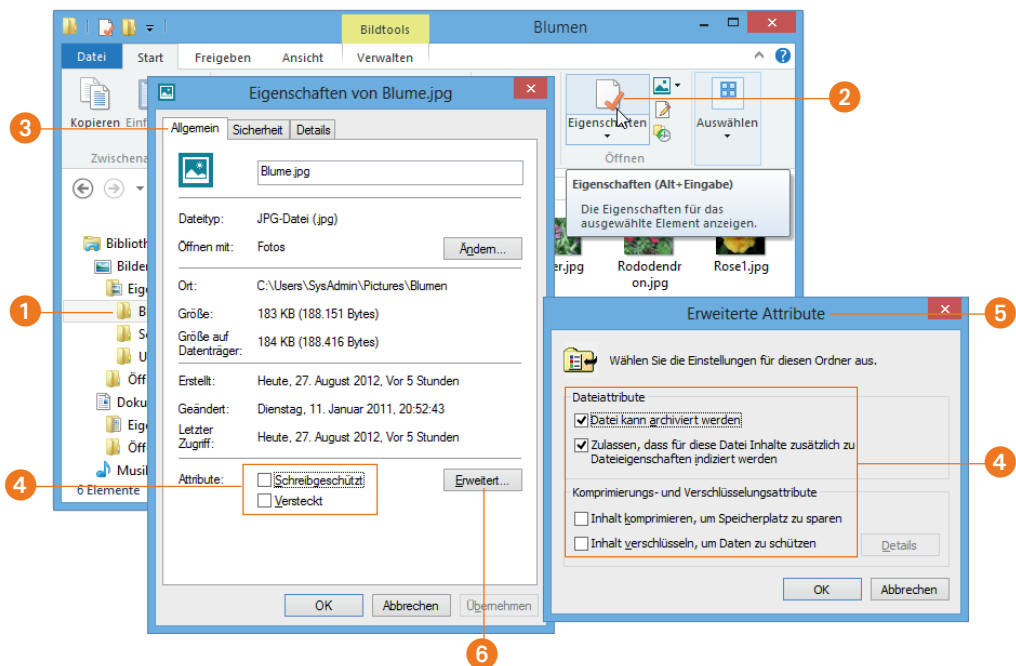 Bildtools
Blumen
Datei Start Freigeben Ansicht Verwalten
Kopieren
Zwischena
Eigenschaften
Auswählen
Öffnen
2
Eigenschaften (Alt+Eingabe)
Die Eigenschaften für das
ausgewählte Element anzeigen.
er.jpg
Rododendr
on.jpg
Rose1.jpg
Biblioth
Bilder
Eige
1
B
S
U
Öff
Doku
Eige
Öff
Musil
6 Elemente
Eigenschaften von Blume.jpg
3
Allgemein Sicherheit Details
Blume.jpg
Dateityp: JPG-Datei (.jpg)
Öffnen mit: Fotos Ändern...
Ort: C:\Users\SysAdmin\Pictures\Blumen
Größe: 183 KB (188.151 Bytes)
Größe auf
Datenträger: 184 KB (188.416 Bytes)
Erstellt: Heute, 27. August 2012, Vor 5 Stunden
Geändert: Dienstag, 11. Januar 2011, 20:52:43
Letzter
Zugriff: Heute, 27. August 2012, Vor 5 Stunden
4
Attribute: Schreibgeschützt Erweitert...
Versteckt
OK Abbrechen Übernehmen
6
Erweiterte Attribute
5
Wählen Sie die Einstellungen für diesen Ordner aus.
Dateiattribute
Datei kann archiviert werden
Zulassen, dass für diese Datei Inhalte zusätzlich zu
Dateieigenschaften indiziert werden
4
Komprimierungs- und Verschlüsselungsattribute
Inhalt komprimieren, um Speicherplatz zu sparen
Inhalt verschlüsseln, um Daten zu schützen
Details
OK Abbrechen